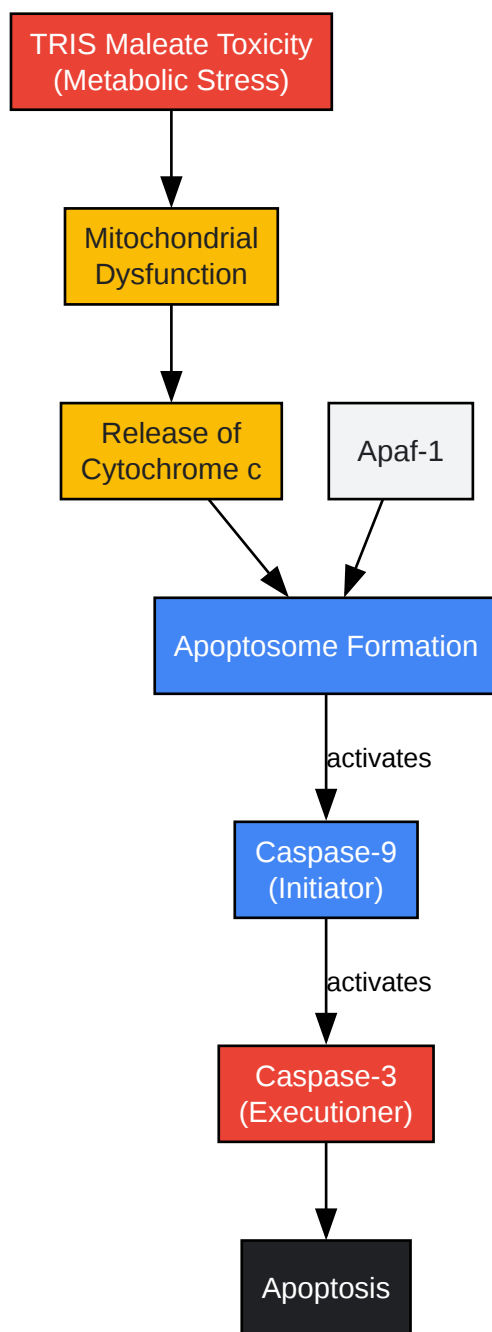 TRIS Maleate Toxicity
(Metabolic Stress)
Mitochondrial
Dysfunction
Release of
Cytochrome c
Apaf-1
Apoptosome Formation
activates
Caspase-9
(Initiator)
activates
Caspase-3
(Executioner)
Apoptosis